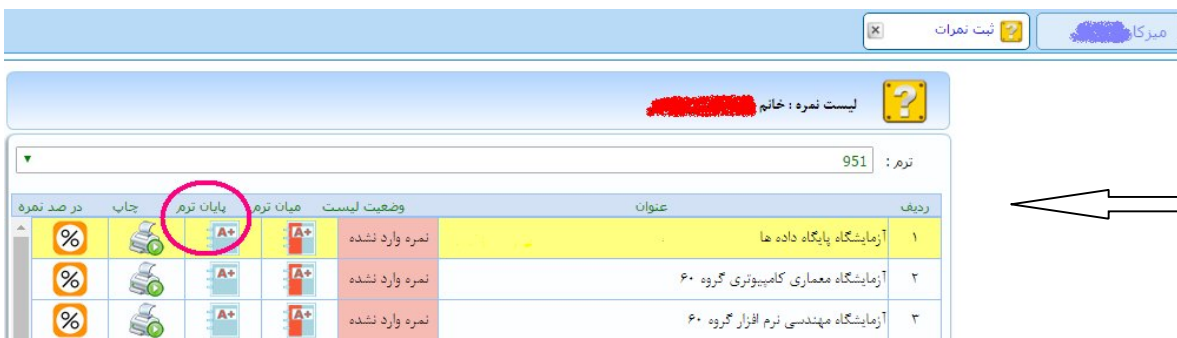 میزکا
ثبت نمرات
لیست نمره : خانم
ترم : 951
ردیف عنوان وضعیت لیست میان ترم پایان ترم چاپ در صد نمره
۱ آزمایشگاه پایگاه داده ها نمره وارد نشده A+ A+ %
۲ آزمایشگاه معماری کامپیوتری گروه ۶۰ نمره وارد نشده A+ A+ %
۳ آزمایشگاه مهندسی نرم افزار گروه ۶۰ نمره وارد نشده A+ A+ %